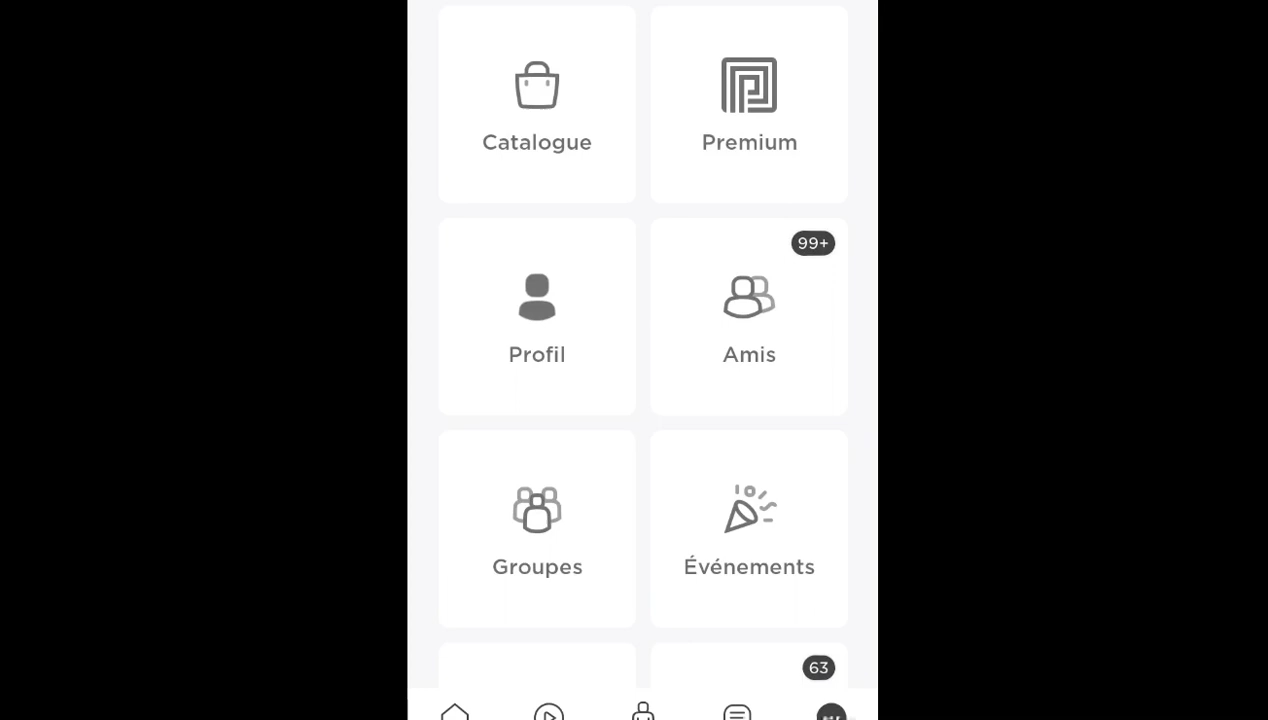 Catalogue
Premium
99+
Profil
Amis
Groupes
Événements
63